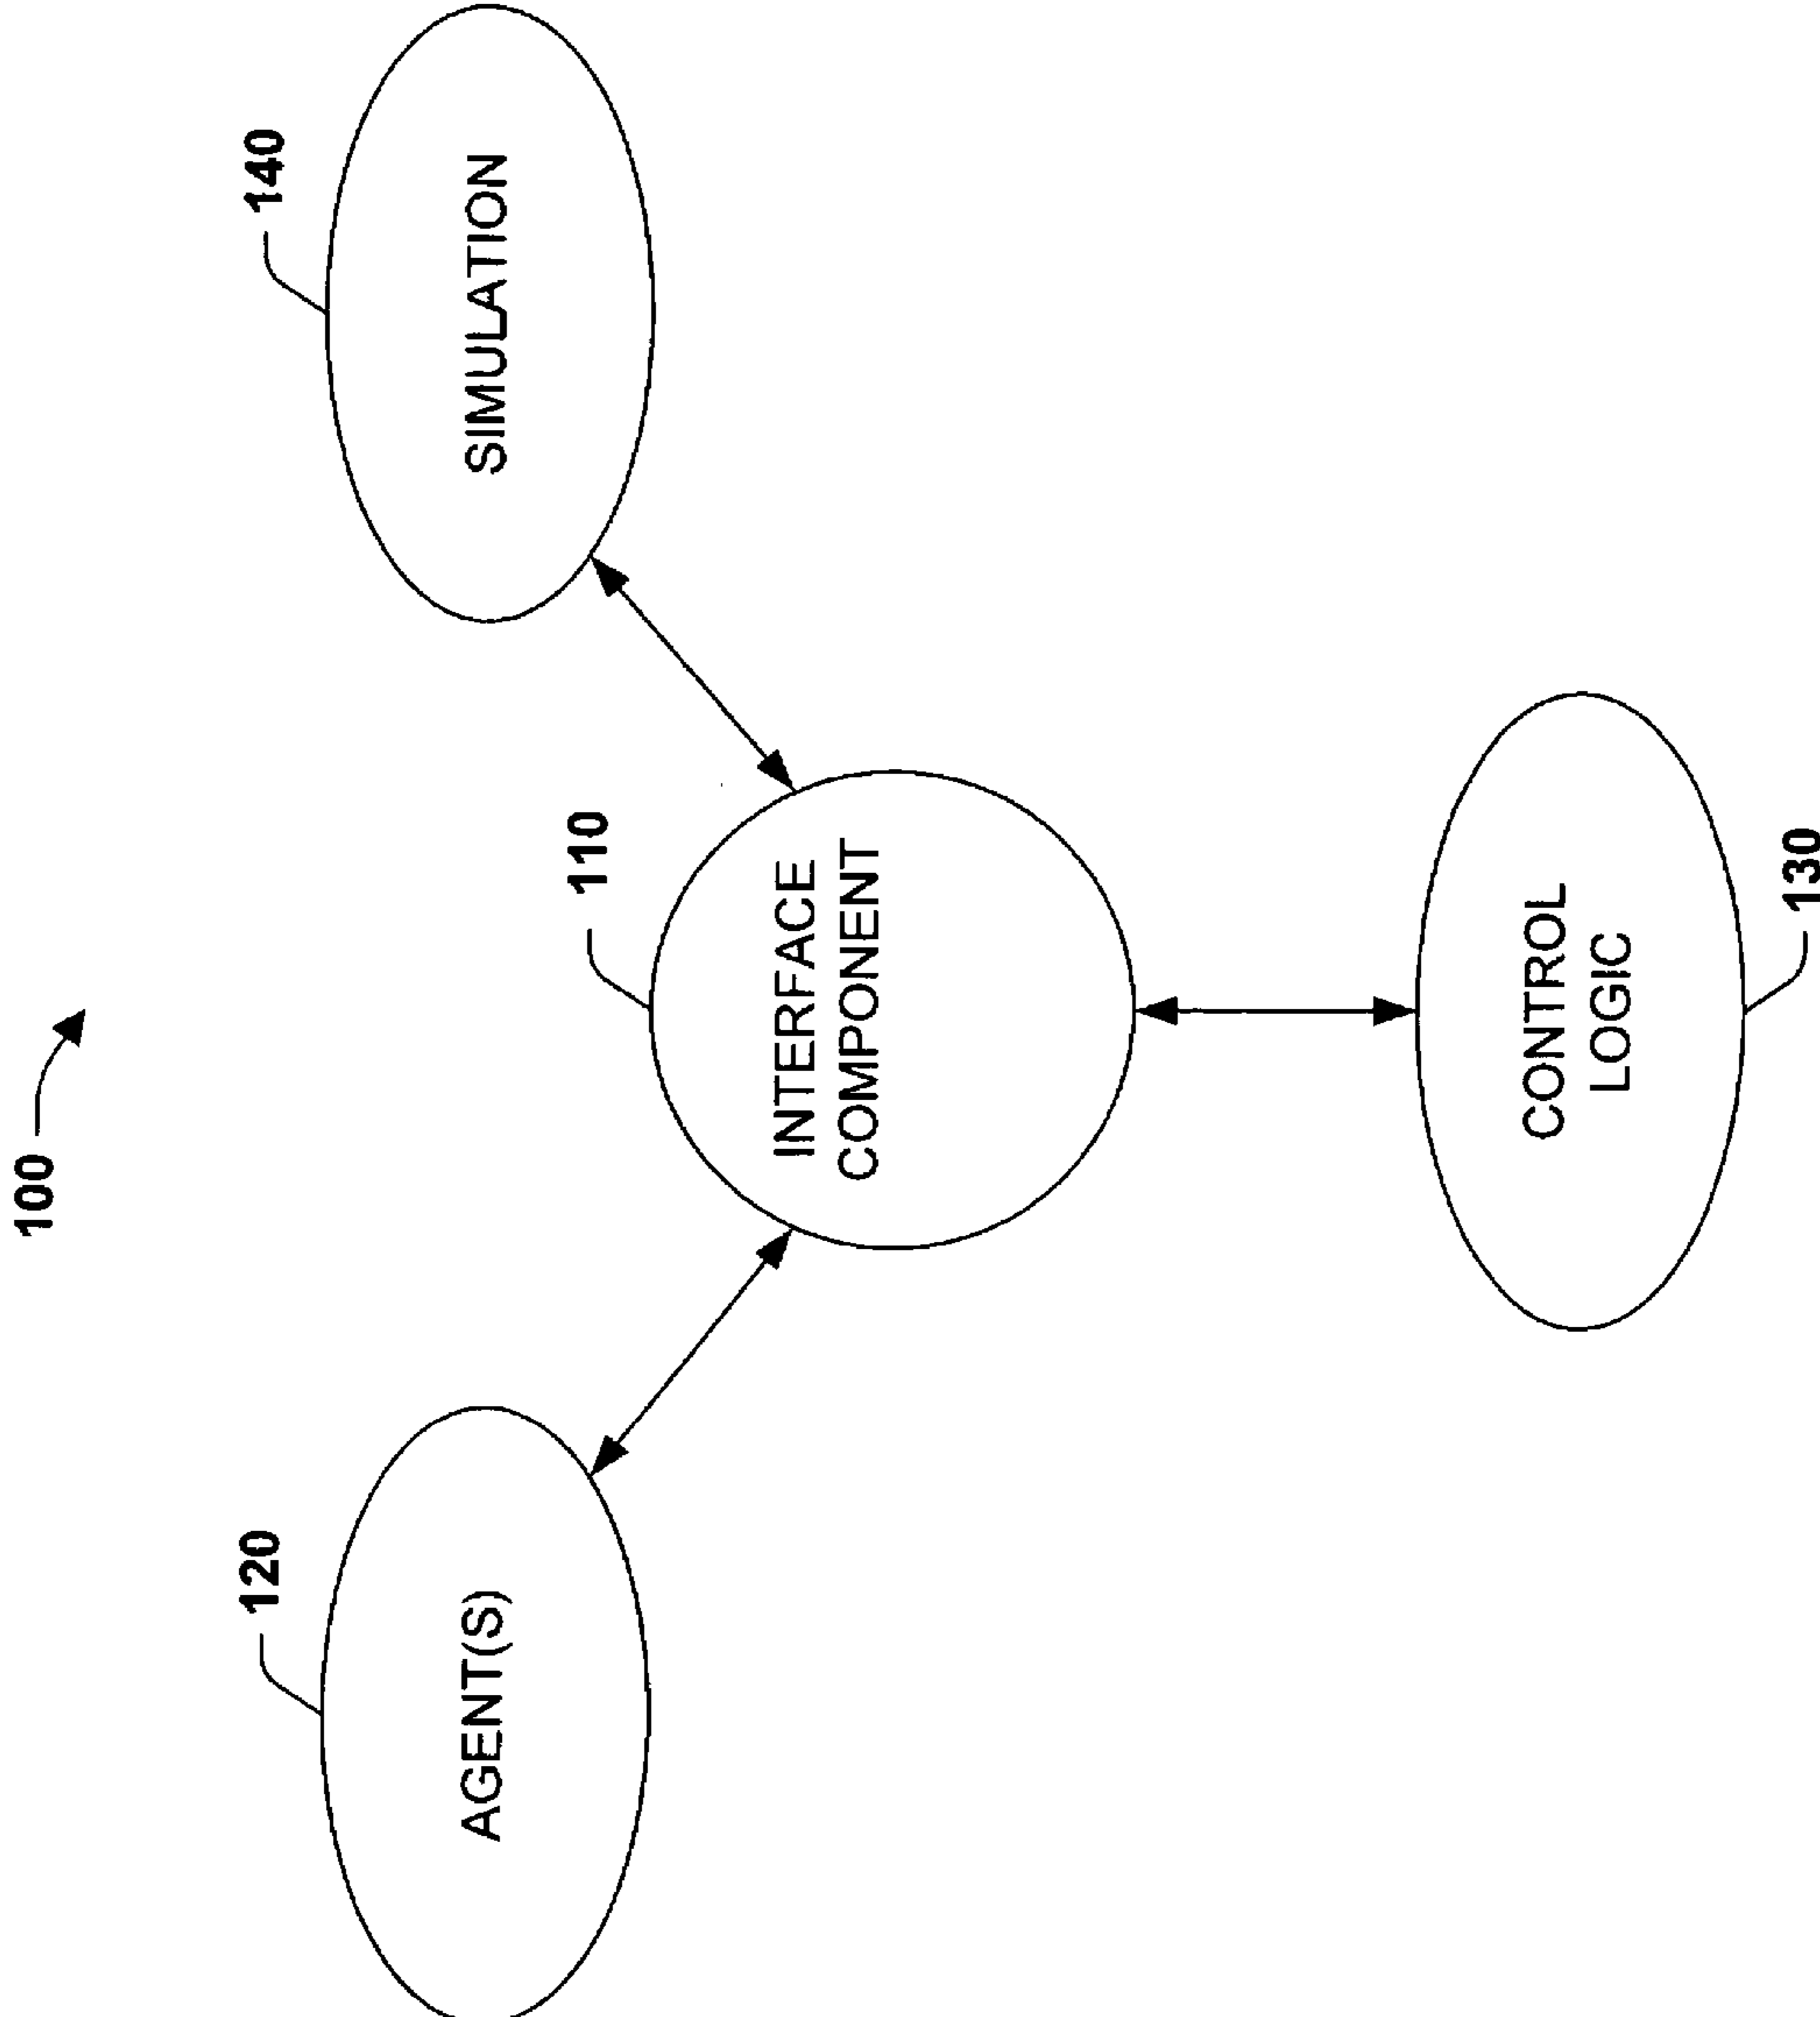 100
120
140
AGENT(S)
SIMULATION
110
INTERFACE
COMPONENT
CONTROL
LOGIC
130